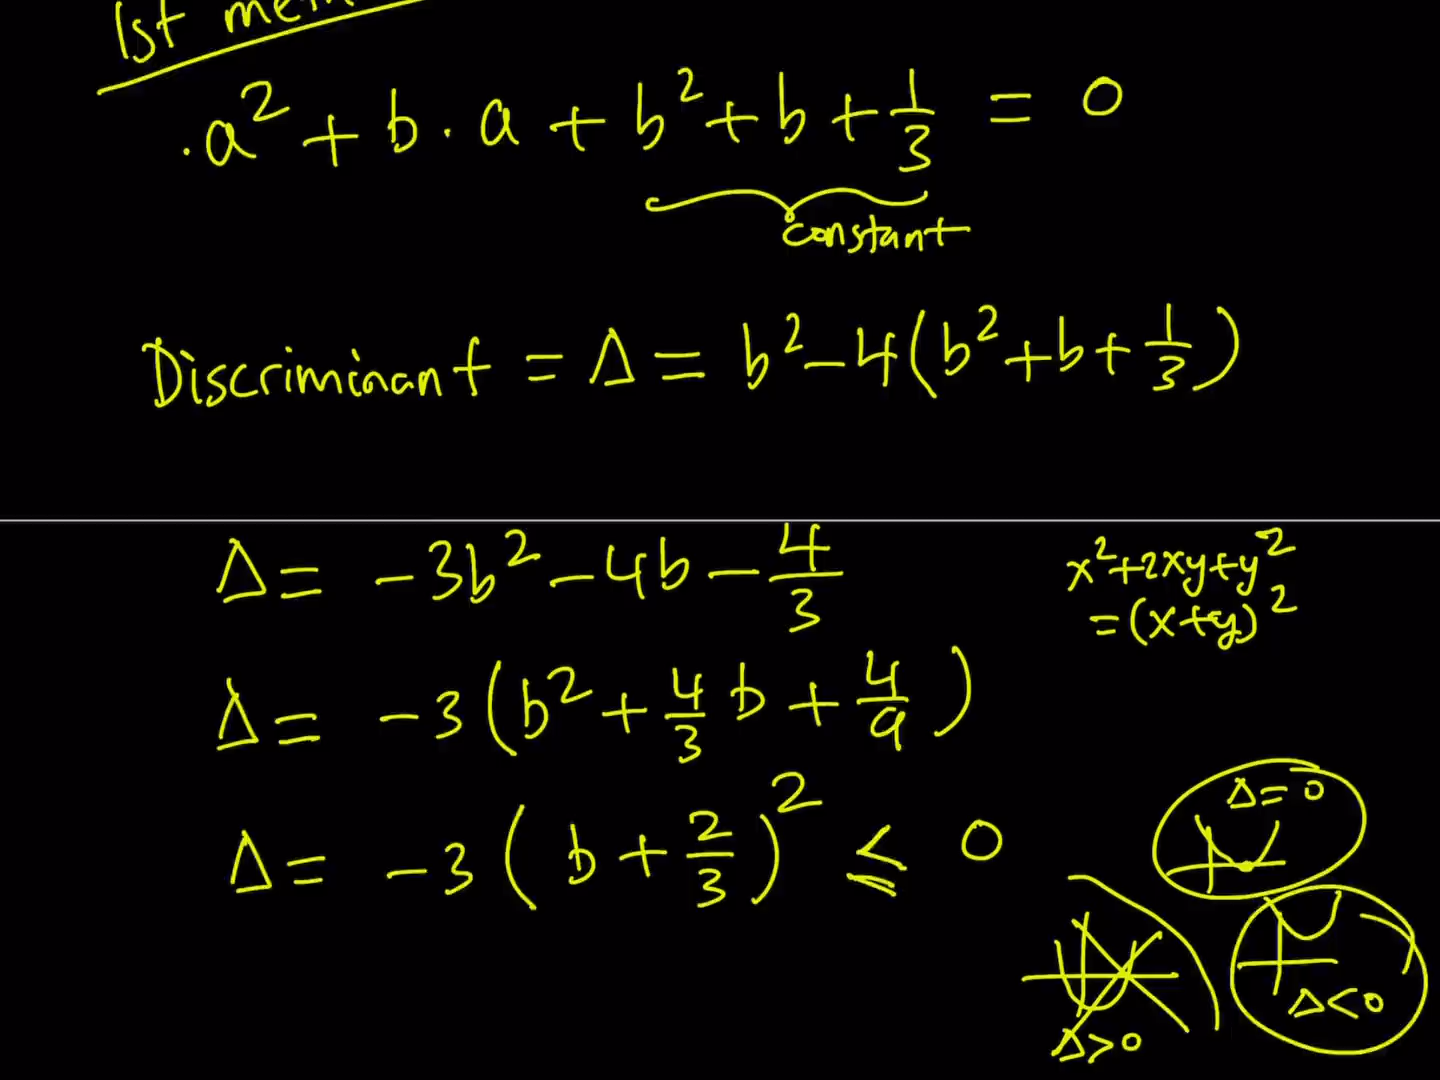 1st
a² + b · a + b² + b + 1/3 = 0
constant
Discriminant = Δ = b² - 4(b² + b + 1/3)
Δ = -3b² - 4b - 4/3
x² + 2xy + y²
= (x+y)²
Δ = -3(b² + 4/3 b + 4/9)
Δ = -3(b + 2/3)² ≤ 0
Δ = 0
Δ < 0
Δ > 0